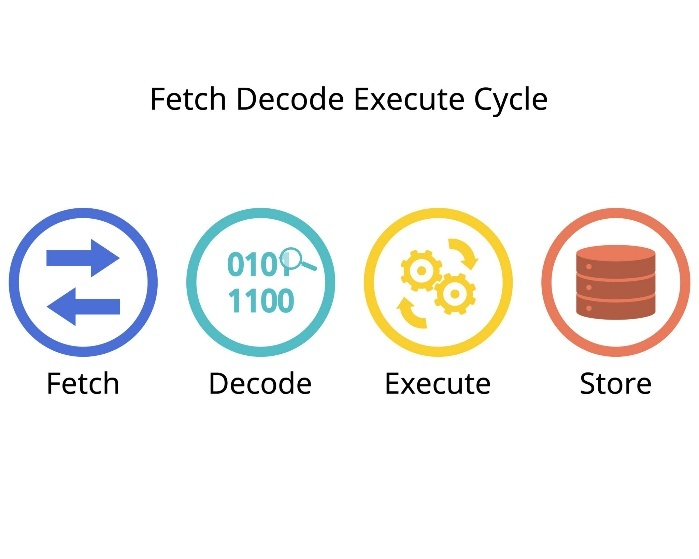 Fetch Decode Execute Cycle
0101
1100
Fetch
Decode
Execute
Store